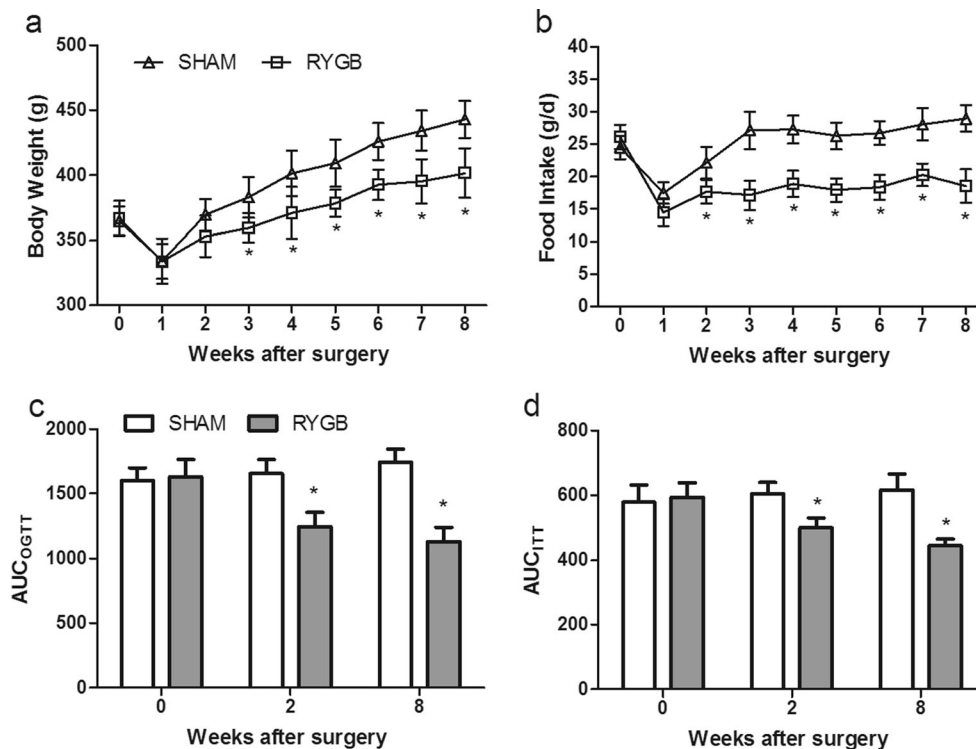 a
500
450
400
350
300
Body Weight (g)
SHAM RYGB
* * * * * *
0 1 2 3 4 5 6 7 8
Weeks after surgery
b
40
35
30
25
20
15
10
5
0
Food Intake (g/d)
* * * * * * *
0 1 2 3 4 5 6 7 8
Weeks after surgery
c
SHAM RYGB
2000
1500
1000
500
0
AUC_OGTT
* *
0 2 8
Weeks after surgery
d
800
600
400
200
0
AUC_ITT
* *
0 2 8
Weeks after surgery